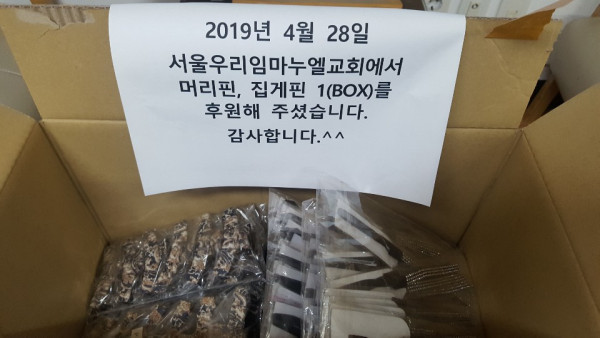 2019년 4월 28일
서울우리임마누엘교회에서
머리핀, 집게핀 1(BOX)를
후원해 주셨습니다.
감사합니다.^^